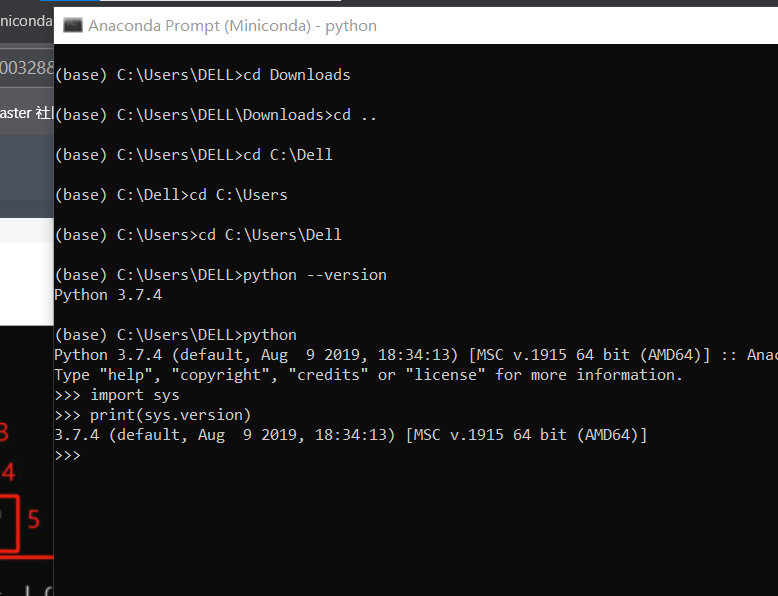 Anaconda Prompt (Miniconda) - python
niconda
003288
aster 社
(base) C:\Users\DELL>cd Downloads
(base) C:\Users\DELL\Downloads>cd ..
(base) C:\Users\DELL>cd C:\Dell
(base) C:\Dell>cd C:\Users
(base) C:\Users>cd C:\Users\Dell
(base) C:\Users\DELL>python --version
Python 3.7.4
(base) C:\Users\DELL>python
Python 3.7.4 (default, Aug  9 2019, 18:34:13) [MSC v.1915 64 bit (AMD64)] :: Anac
Type "help", "copyright", "credits" or "license" for more information.
>>> import sys
>>> print(sys.version)
3.7.4 (default, Aug  9 2019, 18:34:13) [MSC v.1915 64 bit (AMD64)]
>>>
3
4
5